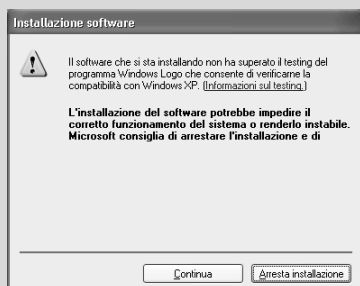 Installazione software
Il software che si sta installando non ha superato il testing del
programma Windows Logo che consente di verificarne la
compatibilità con Windows XP. (Informazioni sul testing.)
L'installazione del software potrebbe impedire il
corretto funzionamento del sistema o renderlo instabile.
Microsoft consiglia di arrestare l'installazione e di
Continua
Arresta installazione